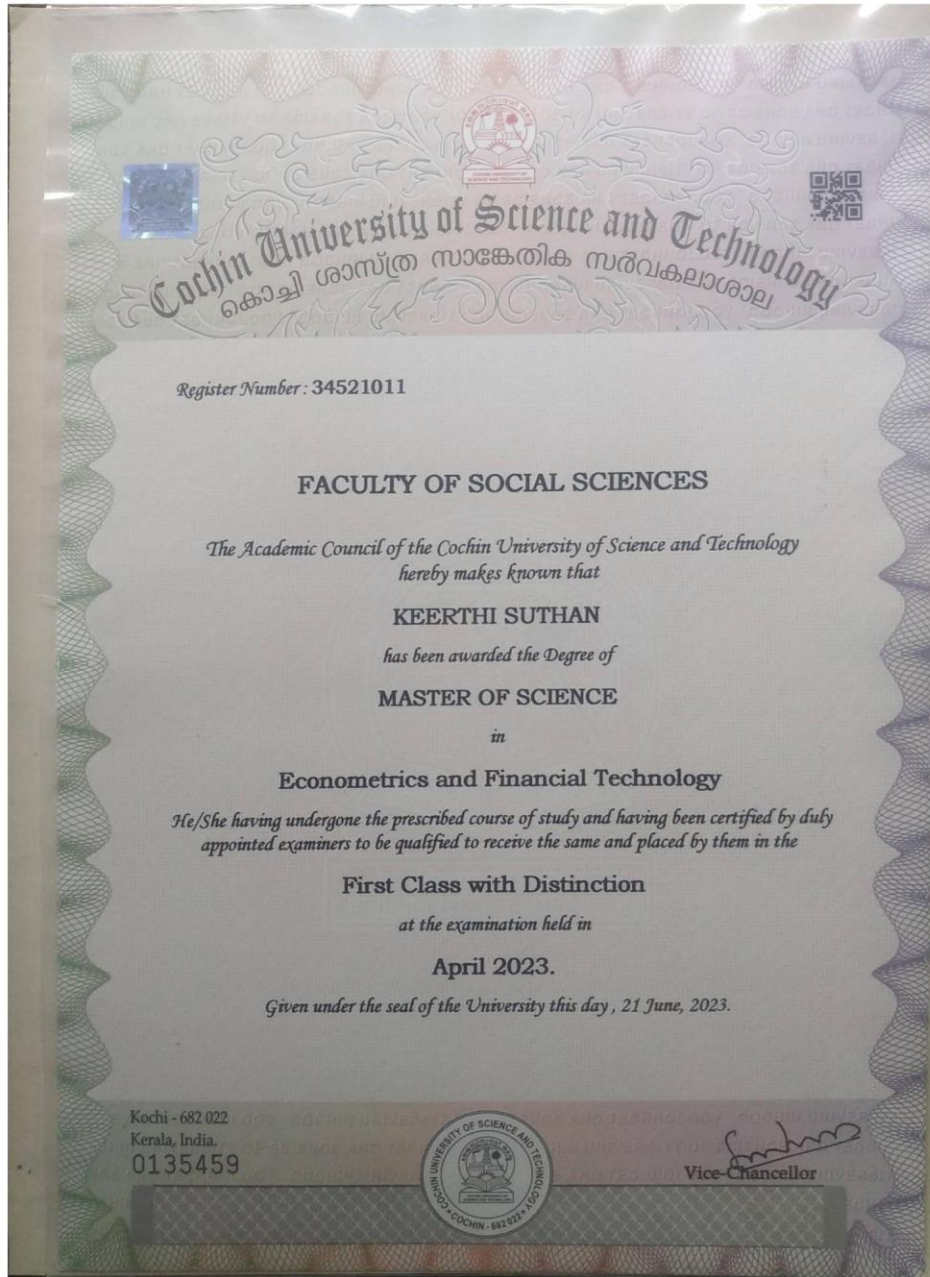 Cochin University of Science and Technology
കൊച്ചി ശാസ്ത്ര സാങ്കേതിക സർവകലാശാല
Register Number : 34521011
FACULTY OF SOCIAL SCIENCES
The Academic Council of the Cochin University of Science and Technology
hereby makes known that
KEERTHI SUTHAN
has been awarded the Degree of
MASTER OF SCIENCE
in
Econometrics and Financial Technology
He/She having undergone the prescribed course of study and having been certified by duly
appointed examiners to be qualified to receive the same and placed by them in the
First Class with Distinction
at the examination held in
April 2023.
Given under the seal of the University this day , 21 June, 2023.
Kochi - 682 022
Kerala, India.
0135459
COCHIN UNIVERSITY OF SCIENCE AND TECHNOLOGY
COCHIN - 682022
Vice-Chancellor